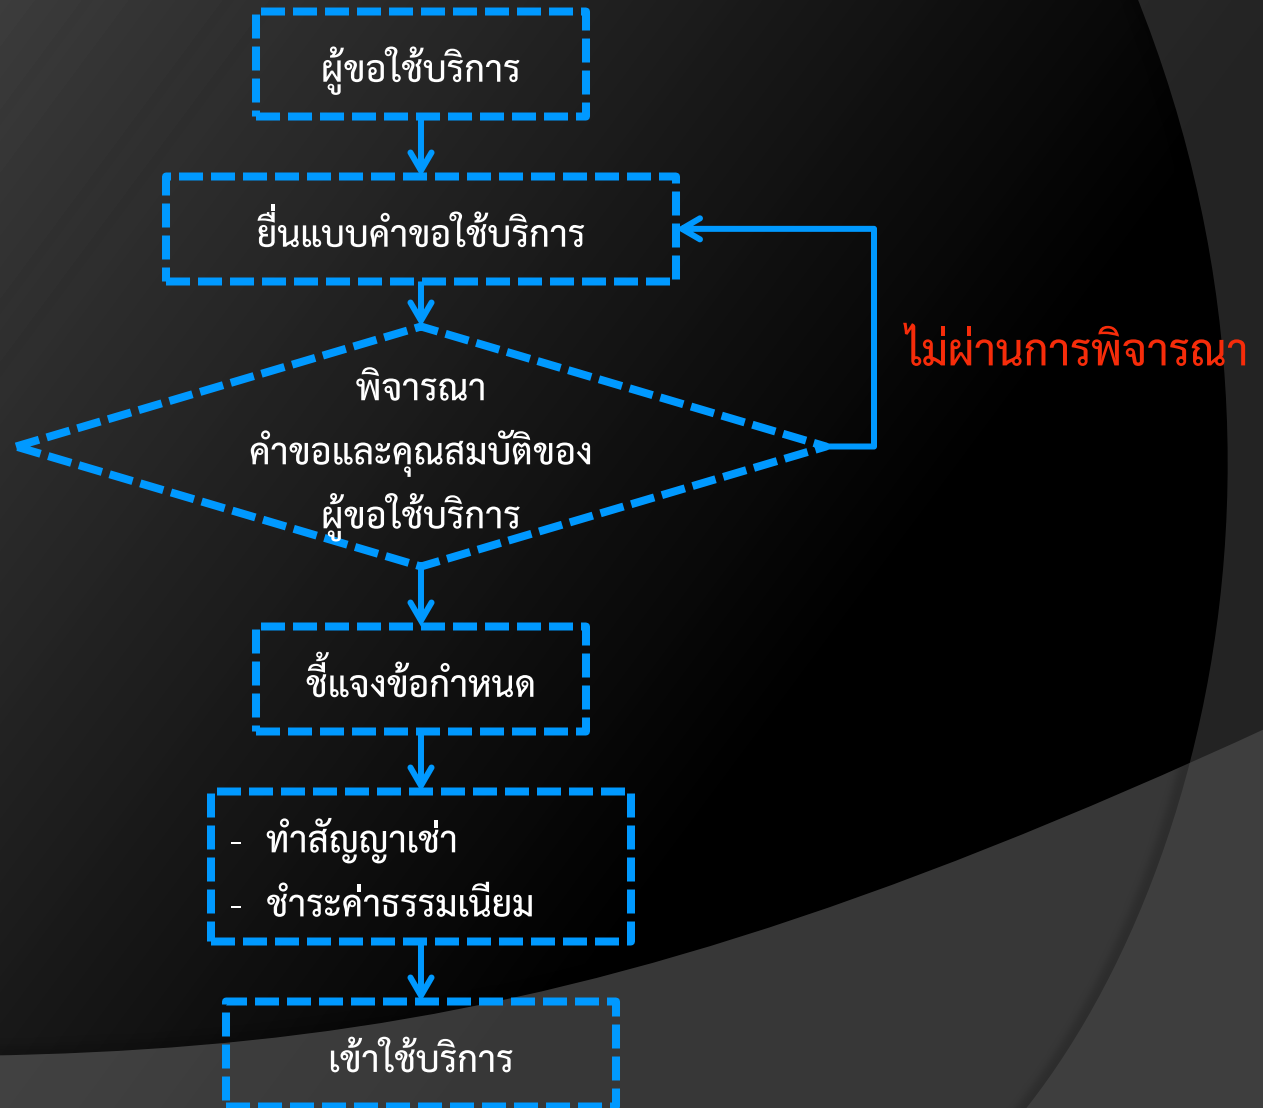 ผู้ขอใช้บริการ
ยื่นแบบคำขอใช้บริการ
ไม่ผ่านการพิจารณา
พิจารณา
คำขอและคุณสมบัติของ
ผู้ขอใช้บริการ
ชี้แจงข้อกำหนด
- ทำสัญญาเช่า
- ชำระค่าธรรมเนียม
เข้าใช้บริการ